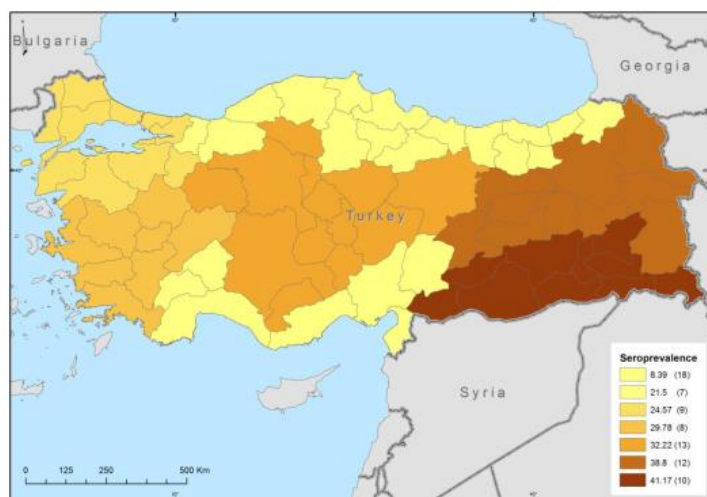 Bulgaria
Georgia
Turkey
Syria
Seroprevalence
8.39 (18)
21.5 (7)
24.57 (9)
29.78 (8)
32.22 (13)
38.8 (12)
41.17 (10)
0 125 250 500 Km